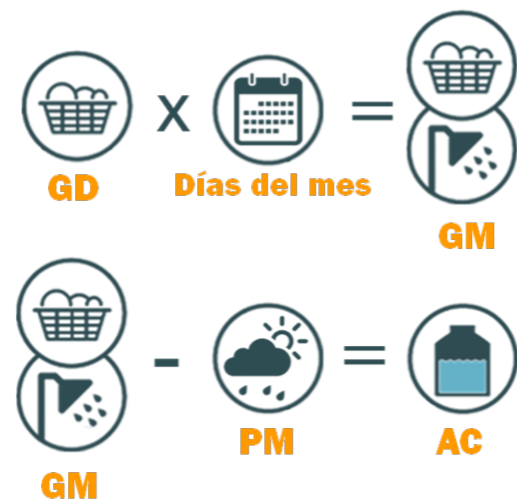 x =
GD
Días del mes
GM
- =
PM
AC
GM